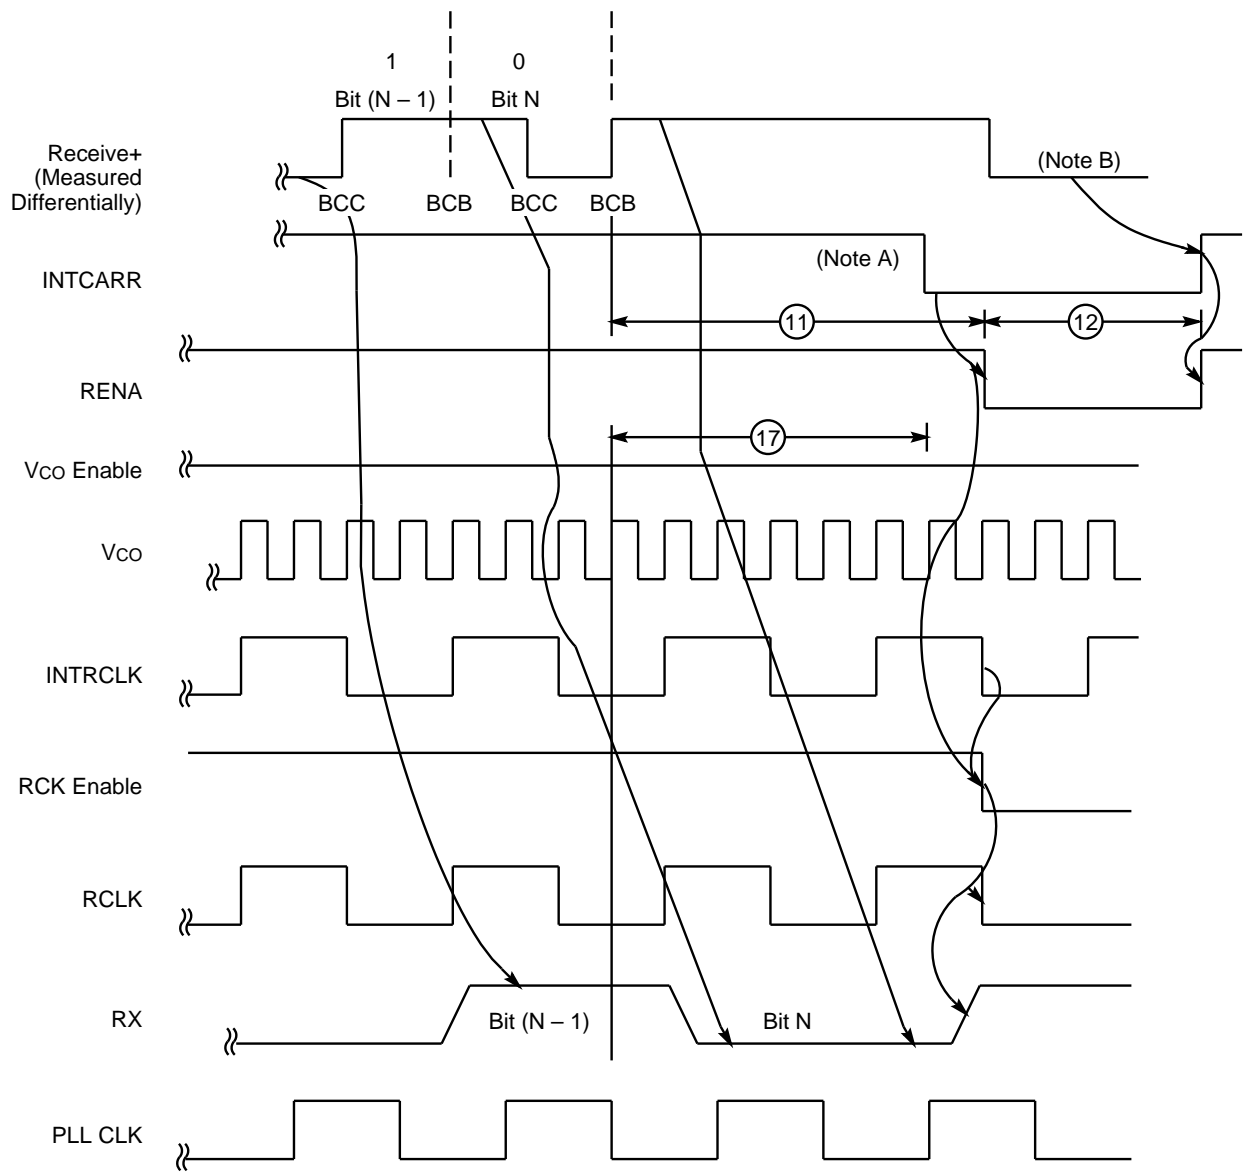 1 0
Bit (N – 1) Bit N
Receive+
(Measured
Differentially)
(Note B)
BCC BCB BCC BCB
INTCARR
(Note A)
11 12
RENA
17
VCO Enable
VCO
INTRCLK
RCK Enable
RCLK
RX
Bit (N – 1) Bit N
PLL CLK